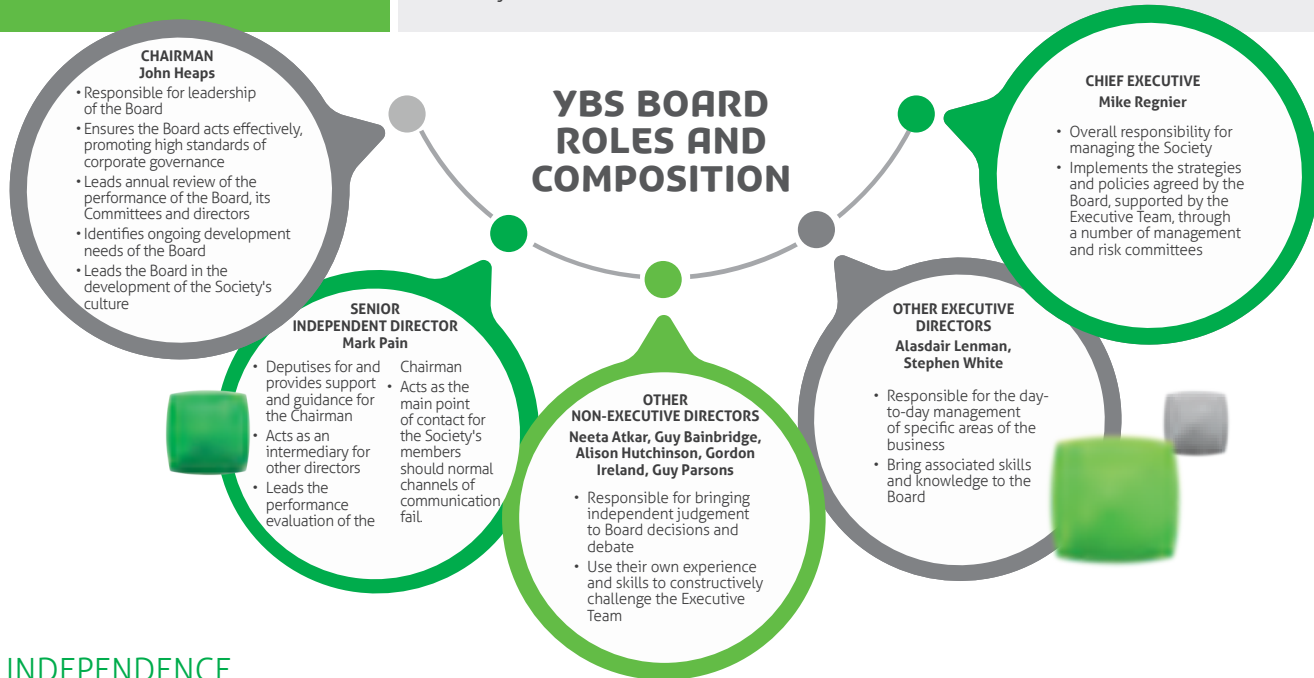 YBS BOARD
ROLES AND
COMPOSITION
CHAIRMAN
John Heaps
• Responsible for leadership
of the Board
• Ensures the Board acts effectively,
promoting high standards of
corporate governance
• Leads annual review of the
performance of the Board, its
Committees and directors
• Identifies ongoing development
needs of the Board
• Leads the Board in the
development of the Society's
culture
SENIOR
INDEPENDENT DIRECTOR
Mark Pain
• Deputises for and
provides support
and guidance for
the Chairman
• Acts as an
intermediary for
other directors
• Leads the
performance
evaluation of the
Chairman
• Acts as the
main point
of contact for
the Society's
members
should normal
channels of
communication
fail.
OTHER
NON-EXECUTIVE DIRECTORS
Neeta Atkar, Guy Bainbridge,
Alison Hutchinson, Gordon
Ireland, Guy Parsons
• Responsible for bringing
independent judgement
to Board decisions and
debate
• Use their own experience
and skills to constructively
challenge the Executive
Team
OTHER EXECUTIVE
DIRECTORS
Alasdair Lenman,
Stephen White
• Responsible for the day-
to-day management
of specific areas of the
business
• Bring associated skills
and knowledge to the
Board
CHIEF EXECUTIVE
Mike Regnier
• Overall responsibility for
managing the Society
• Implements the strategies
and policies agreed by the
Board, supported by the
Executive Team, through
a number of management
and risk committees
INDEPENDENCE